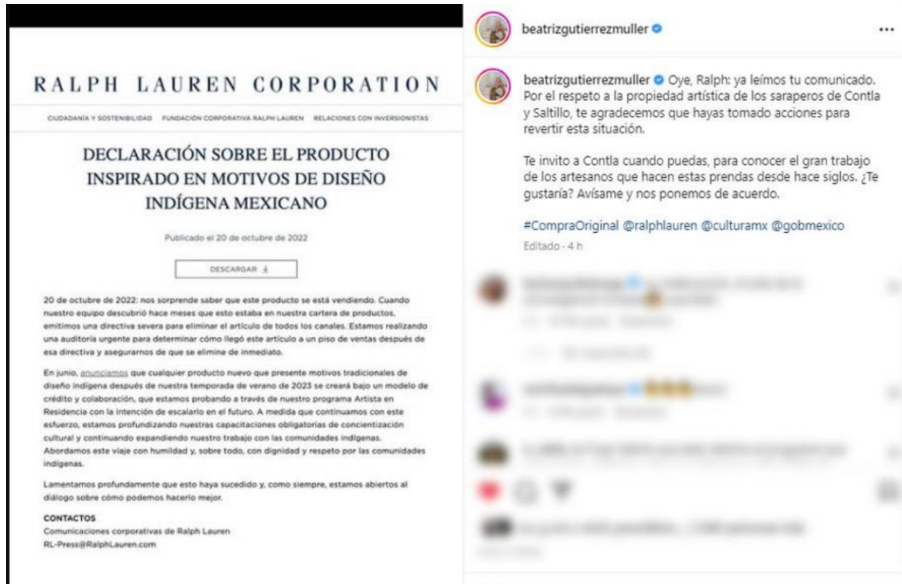 RALPH LAUREN CORPORATION
CIUDADANÍA Y SOSTENIBILIDAD FUNDACIÓN CORPORATIVA RALPH LAUREN RELACIONES CON INVERSIONISTAS
DECLARACIÓN SOBRE EL PRODUCTO
INSPIRADO EN MOTIVOS DE DISEÑO
INDÍGENA MEXICANO
Publicado el 20 de octubre de 2022
DESCARGAR
20 de octubre de 2022: nos sorprende saber que este producto se está vendiendo. Cuando
nuestro equipo descubrió hace meses que esto estaba en nuestra cartera de productos,
emitimos una directiva severa para eliminar el artículo de todos los canales. Estamos realizando
una auditoría urgente para determinar cómo llegó este artículo a un piso de ventas después de
esa directiva y asegurarnos de que se elimine de inmediato.
En junio, anunciamos que cualquier producto nuevo que presente motivos tradicionales de
diseño indígena después de nuestra temporada de verano de 2023 se creará bajo un modelo de
crédito y colaboración, que estamos probando a través de nuestro programa Artista en
Residencia con la intención de escalarlo en el futuro. A medida que continuamos con este
esfuerzo, estamos profundizando nuestras capacitaciones obligatorias de concientización
cultural y continuando expandiendo nuestro trabajo con las comunidades indígenas.
Abordamos este viaje con humildad y, sobre todo, con dignidad y respeto por las comunidades
indígenas.
Lamentamos profundamente que esto haya sucedido y, como siempre, estamos abiertos al
diálogo sobre cómo podemos hacerlo mejor.
CONTACTOS
Comunicaciones corporativas de Ralph Lauren
RL-Press@RalphLauren.com
beatrizgutierrezmuller
beatrizgutierrezmuller Oye, Ralph: ya leímos tu comunicado.
Por el respeto a la propiedad artística de los saraperos de Contla
y Saltillo, te agradecemos que hayas tomado acciones para
revertir esta situación.
Te invito a Contla cuando puedas, para conocer el gran trabajo
de los artesanos que hacen estas prendas desde hace siglos. ¿Te
gustaría? Avísame y nos ponemos de acuerdo.
#CompraOriginal @ralphlauren @culturamx @gobmexico
Editado · 4 h